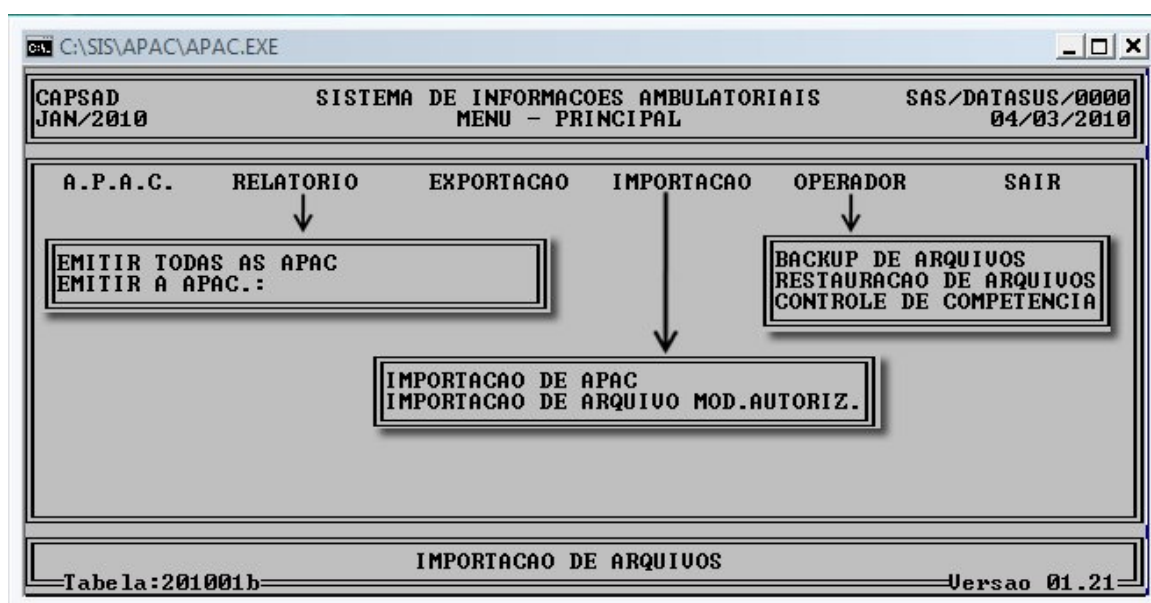 C:\SIS\APAC\APAC.EXE
CAPSAD SISTEMA DE INFORMACOES AMBULATORIAIS SAS/DATASUS/0000
JAN/2010 MENU - PRINCIPAL 04/03/2010
A.P.A.C. RELATORIO EXPORTACAO IMPORTACAO OPERADOR SAIR
EMITIR TODAS AS APAC
EMITIR A APAC.:
BACKUP DE ARQUIVOS
RESTAURACAO DE ARQUIVOS
CONTROLE DE COMPETENCIA
IMPORTACAO DE APAC
IMPORTACAO DE ARQUIVO MOD.AUTORIZ.
IMPORTACAO DE ARQUIVOS
Tabela:201001b Versao 01.21